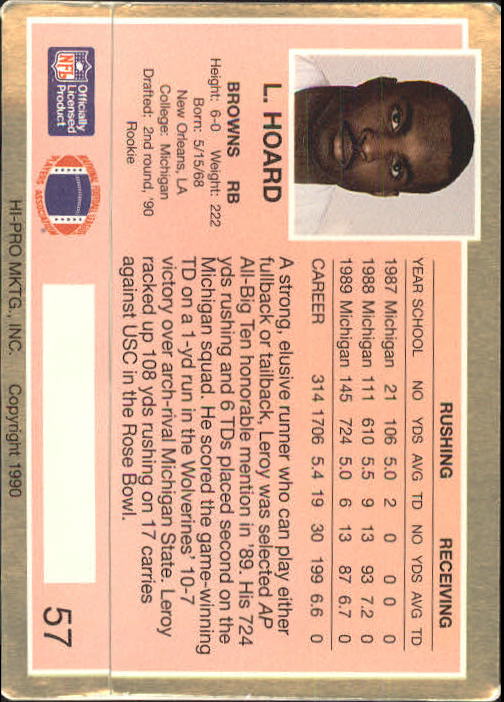 L. HOARD
BROWNS RB
Height: 6-0 Weight: 222
Born: 5/15/68
New Orleans, LA
College: Michigan
Drafted: 2nd round, '90
Rookie
RUSHING RECEIVING
YEAR SCHOOL NO YDS AVG TD NO YDS AVG TD
1987 Michigan 21 106 5.0 2 0 0 0 0
1988 Michigan 111 610 5.5 9 13 93 7.2 0
1989 Michigan 145 724 5.0 6 13 87 6.7 0
CAREER 314 1706 5.4 19 30 199 6.6 0
A strong, elusive runner who can play either
fullback or tailback, Leroy was selected AP
All-Big Ten honorable mention in '89. His 724
yds rushing and 6 TDs placed second on the
Michigan squad. He scored the game-winning
TD on a 1-yd run in the Wolverines' 10-7
victory over arch-rival Michigan State. Leroy
racked up 108 yds rushing on 17 carries
against USC in the Rose Bowl.
NFL
Officially
Licensed
Product
NATIONAL FOOTBALL LEAGUE
PLAYERS ASSOCIATION
57
HI-PRO MKTG., INC. Copyright 1990